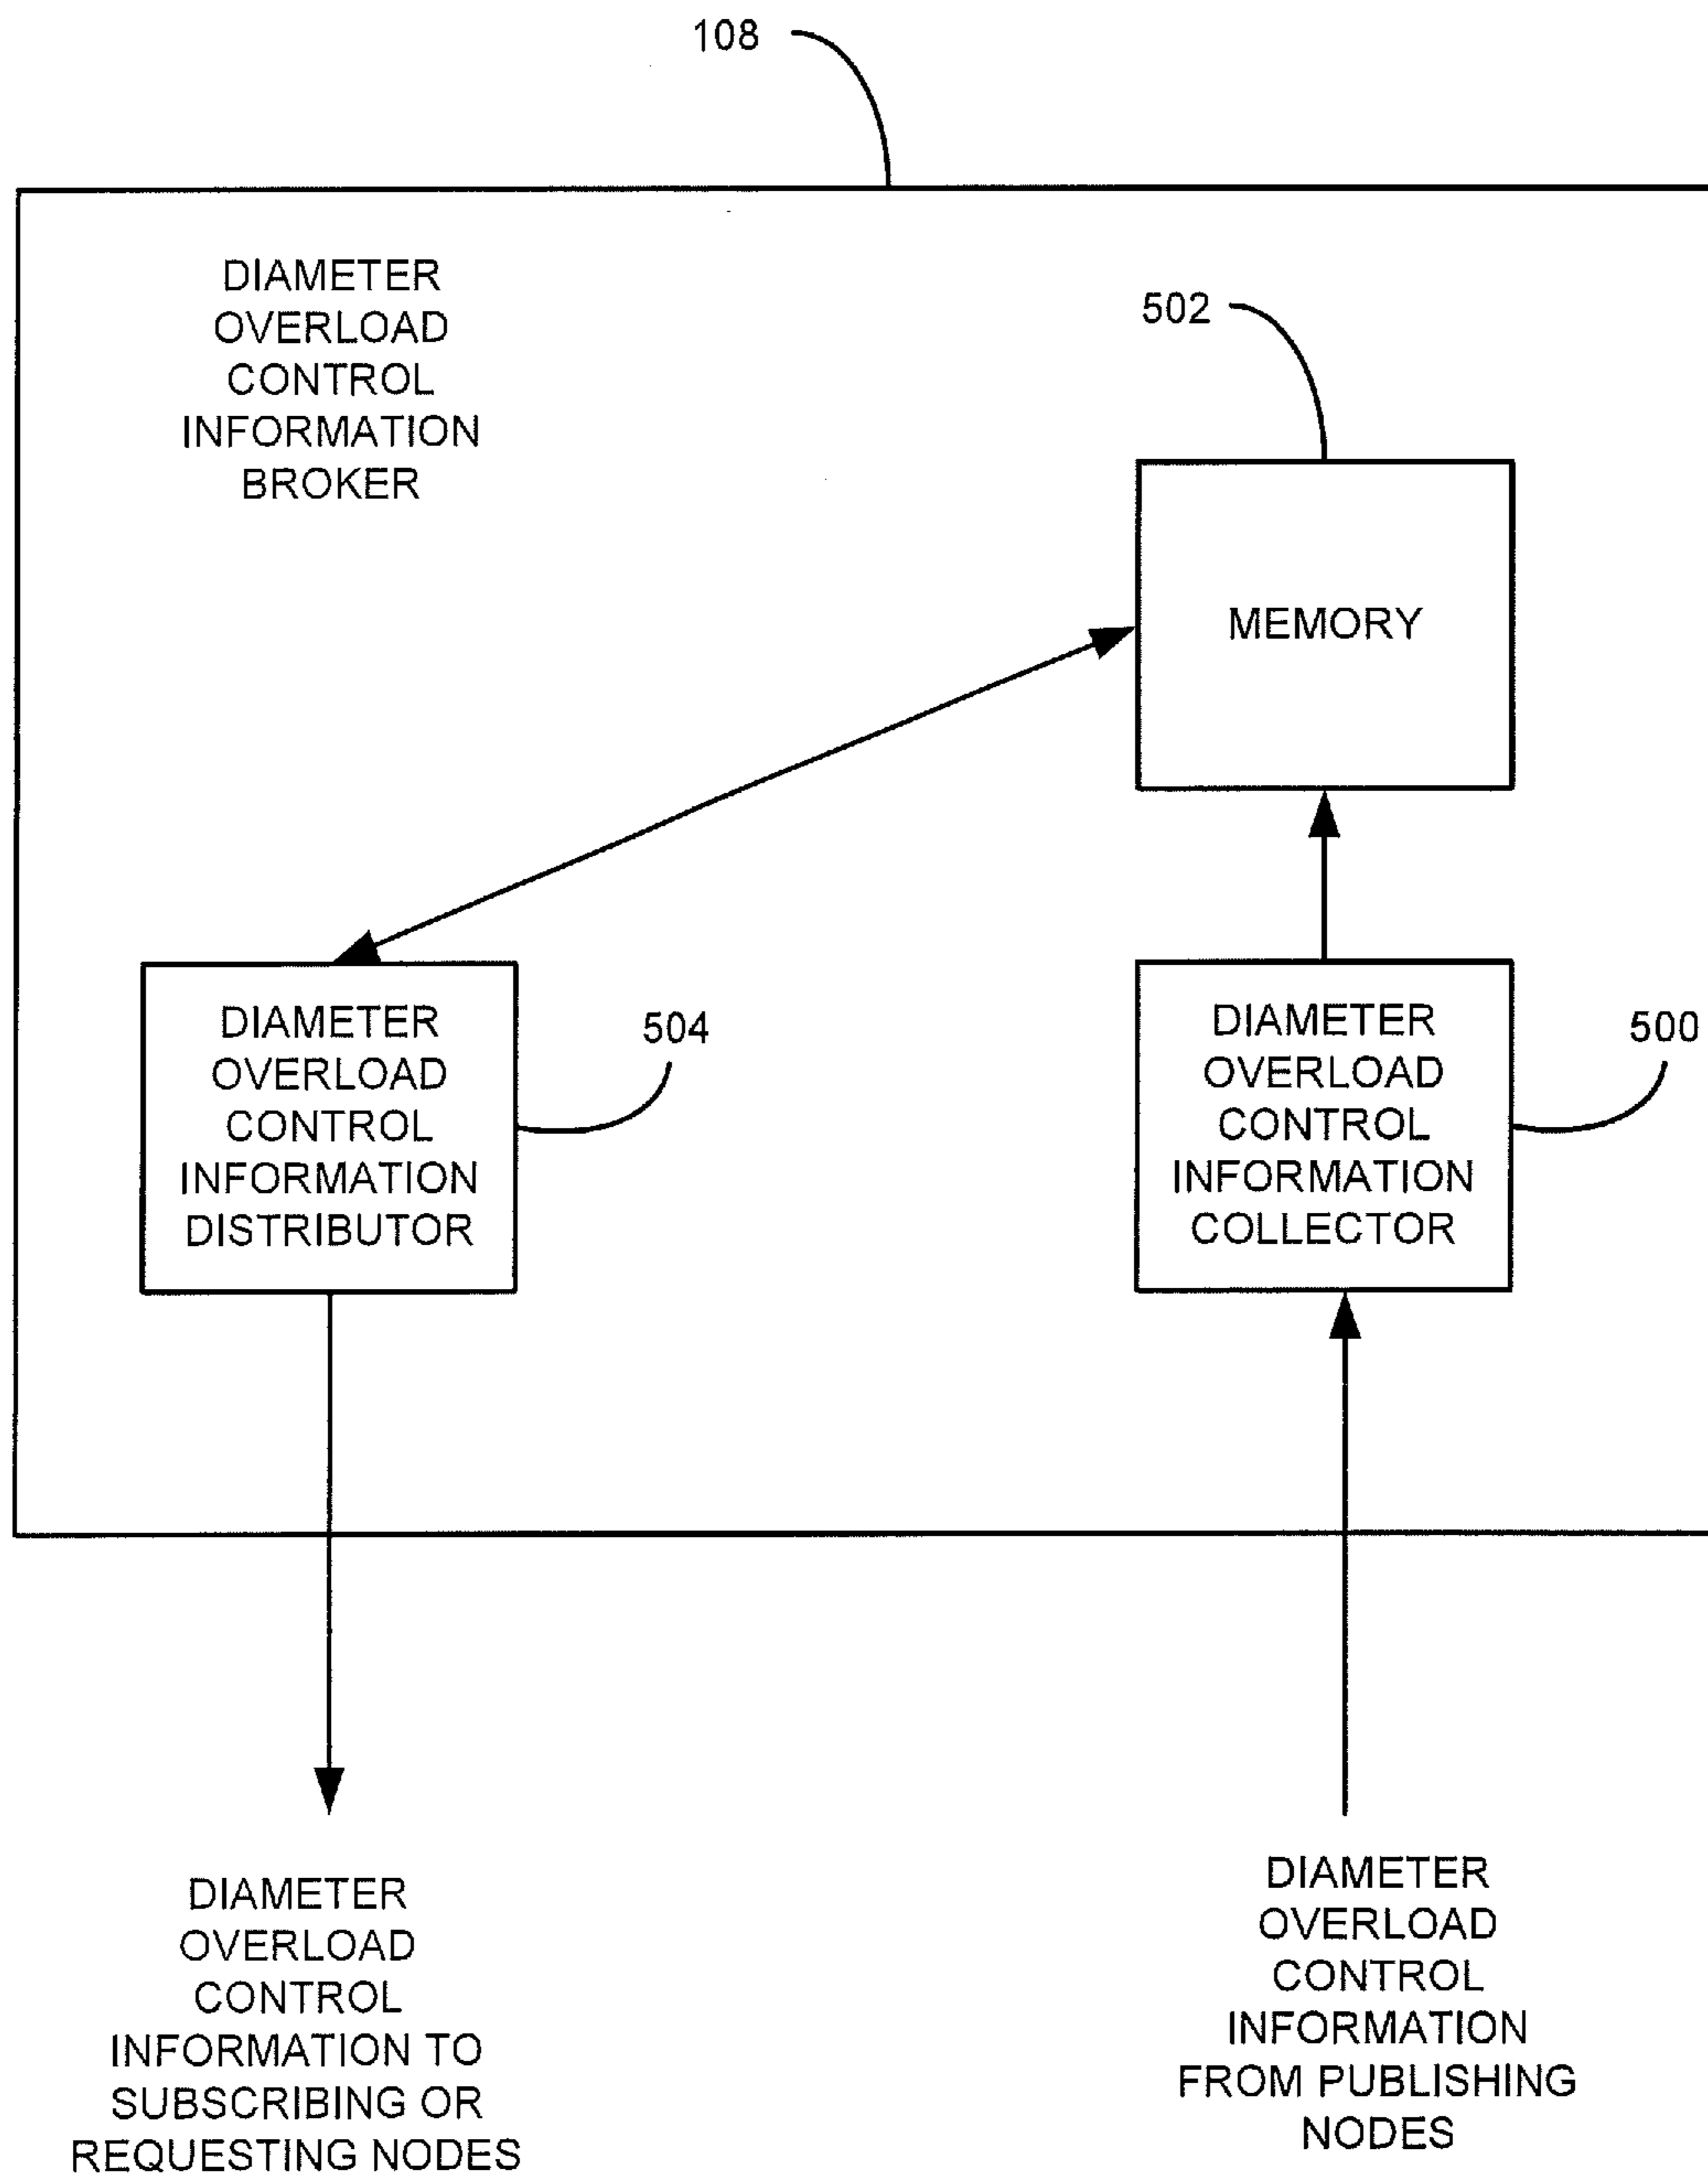 108
DIAMETER
OVERLOAD
CONTROL
INFORMATION
BROKER
502
MEMORY
DIAMETER
OVERLOAD
CONTROL
INFORMATION
DISTRIBUTOR
504
DIAMETER
OVERLOAD
CONTROL
INFORMATION
COLLECTOR
500
DIAMETER
OVERLOAD
CONTROL
INFORMATION TO
SUBSCRIBING OR
REQUESTING NODES
DIAMETER
OVERLOAD
CONTROL
INFORMATION
FROM PUBLISHING
NODES